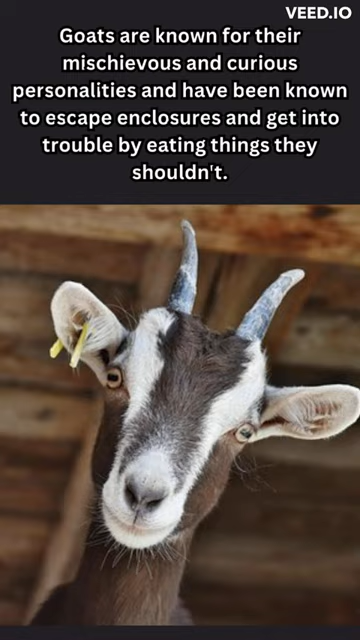 VEED.IO
Goats are known for their
mischievous and curious
personalities and have been known
to escape enclosures and get into
trouble by eating things they
shouldn't.